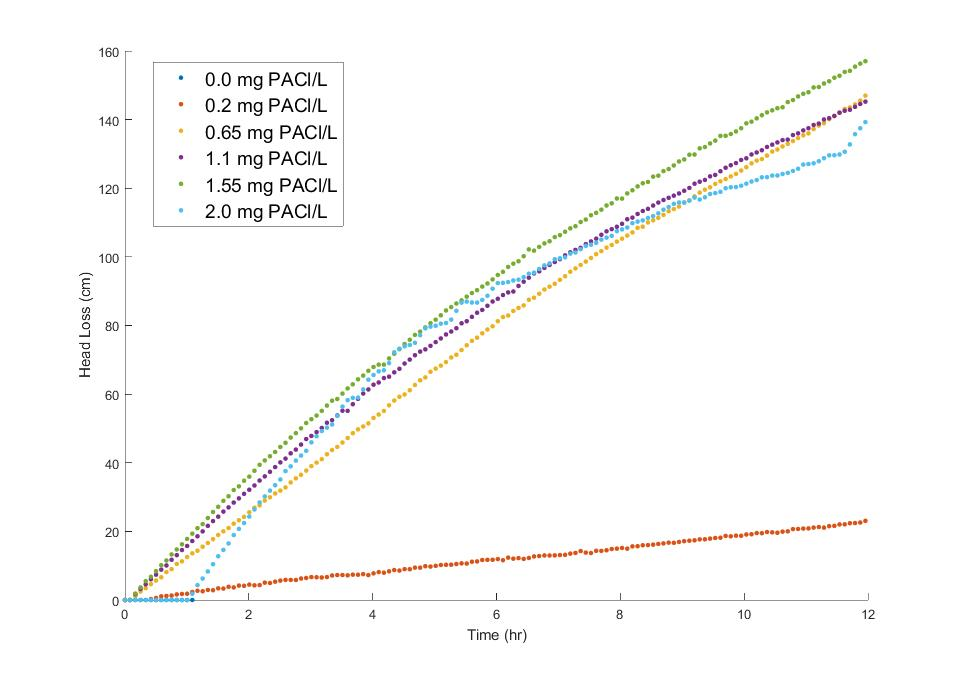 160
140
120
100
80
60
40
20
0
Head Loss (cm)
0.0 mg PACl/L
0.2 mg PACl/L
0.65 mg PACl/L
1.1 mg PACl/L
1.55 mg PACl/L
2.0 mg PACl/L
0 2 4 6 8 10 12
Time (hr)